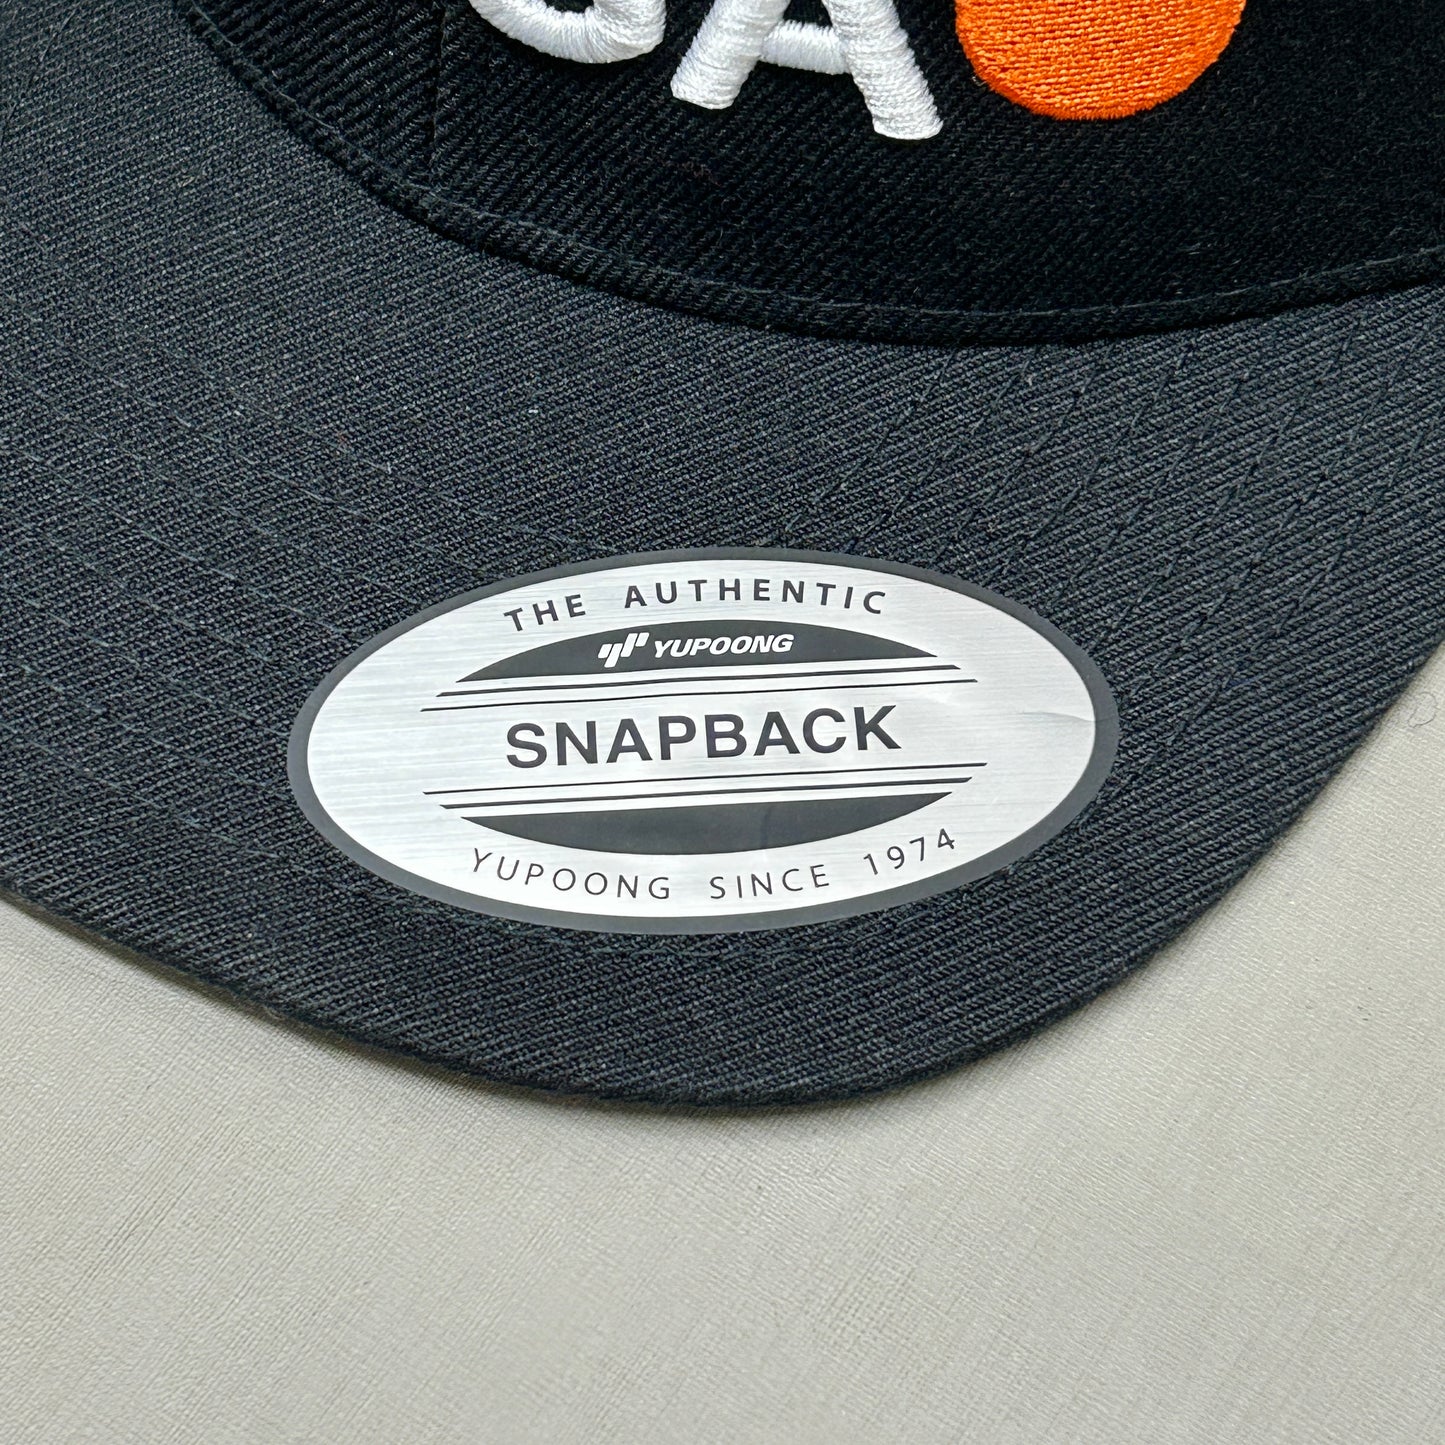 THE AUTHENTIC
YUPOONG
SNAPBACK
YUPOONG SINCE 1974